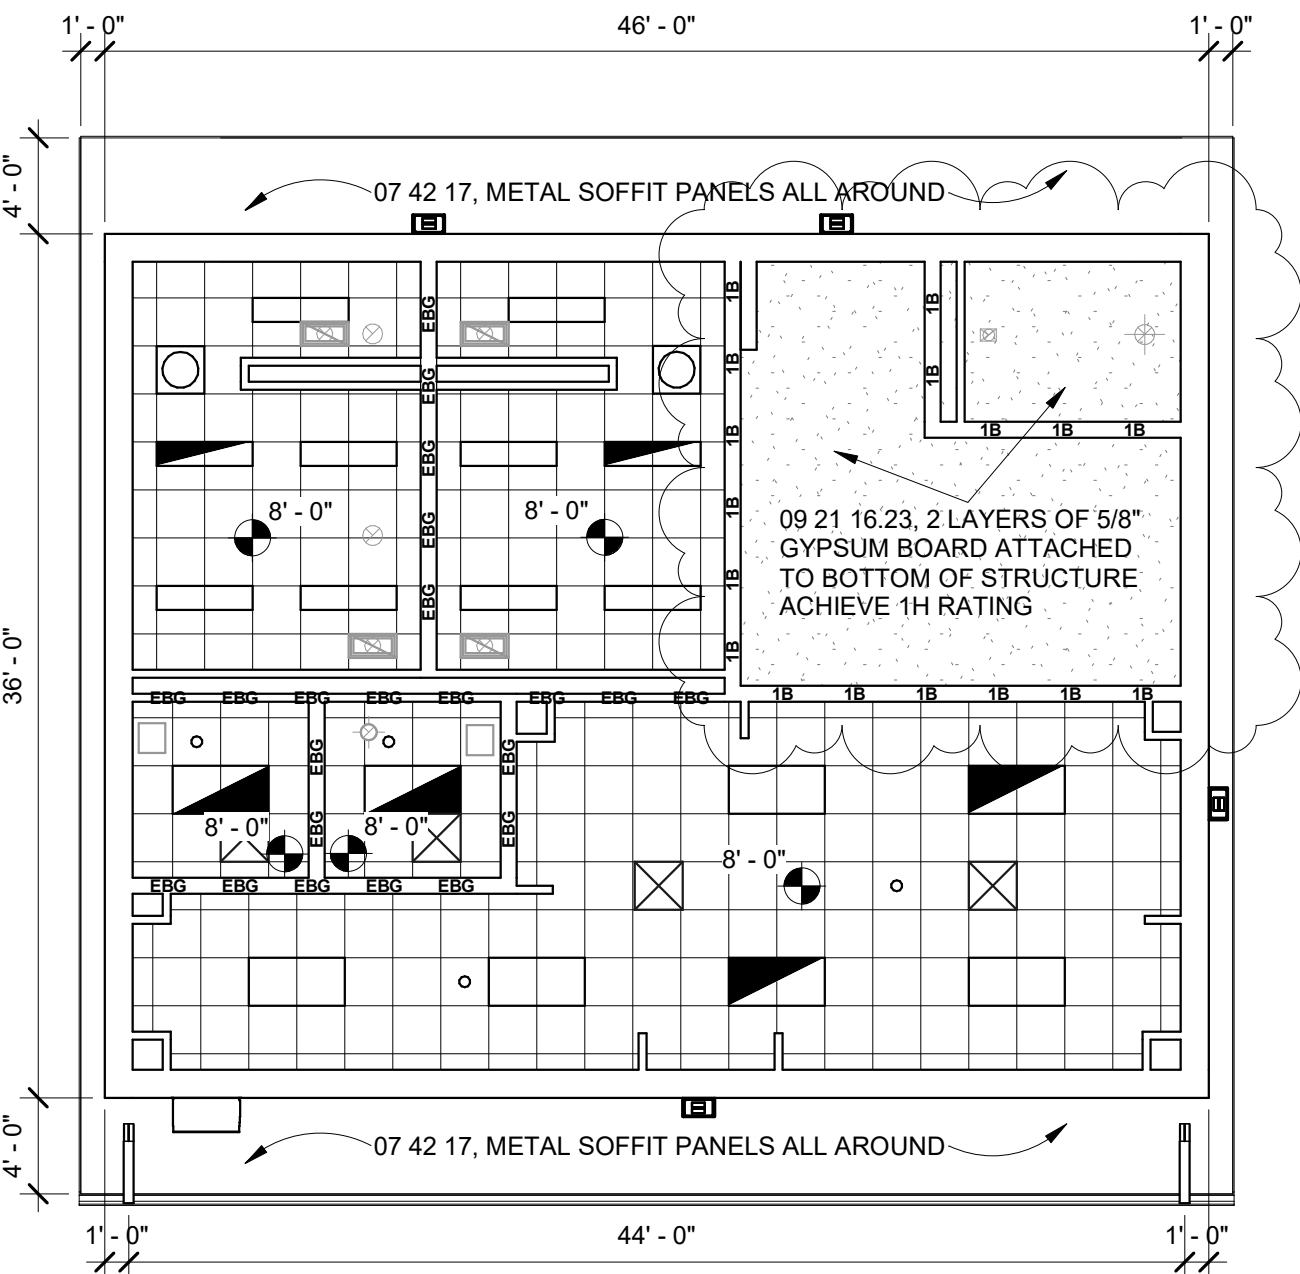 1' - 0" 46' - 0" 1' - 0"
4' - 0"
07 42 17, METAL SOFFIT PANELS ALL AROUND
EBG 1B 1B
EBG 1B 1B
EBG 1B 1B 1B 1B
8' - 0" 8' - 0"
EBG 1B
09 21 16.23, 2 LAYERS OF 5/8"
GYPSUM BOARD ATTACHED
TO BOTTOM OF STRUCTURE
ACHIEVE 1H RATING
EBG 1B
1B
36' - 0"
EBG EBG EBG EBG EBG EBG EBG EBG 1B 1B 1B 1B 1B 1B
EBG EBG
8' - 0" EBG 8' - 0" EBG
8' - 0"
EBG EBG EBG EBG EBG
4' - 0"
07 42 17, METAL SOFFIT PANELS ALL AROUND
1' - 0" 44' - 0" 1' - 0"